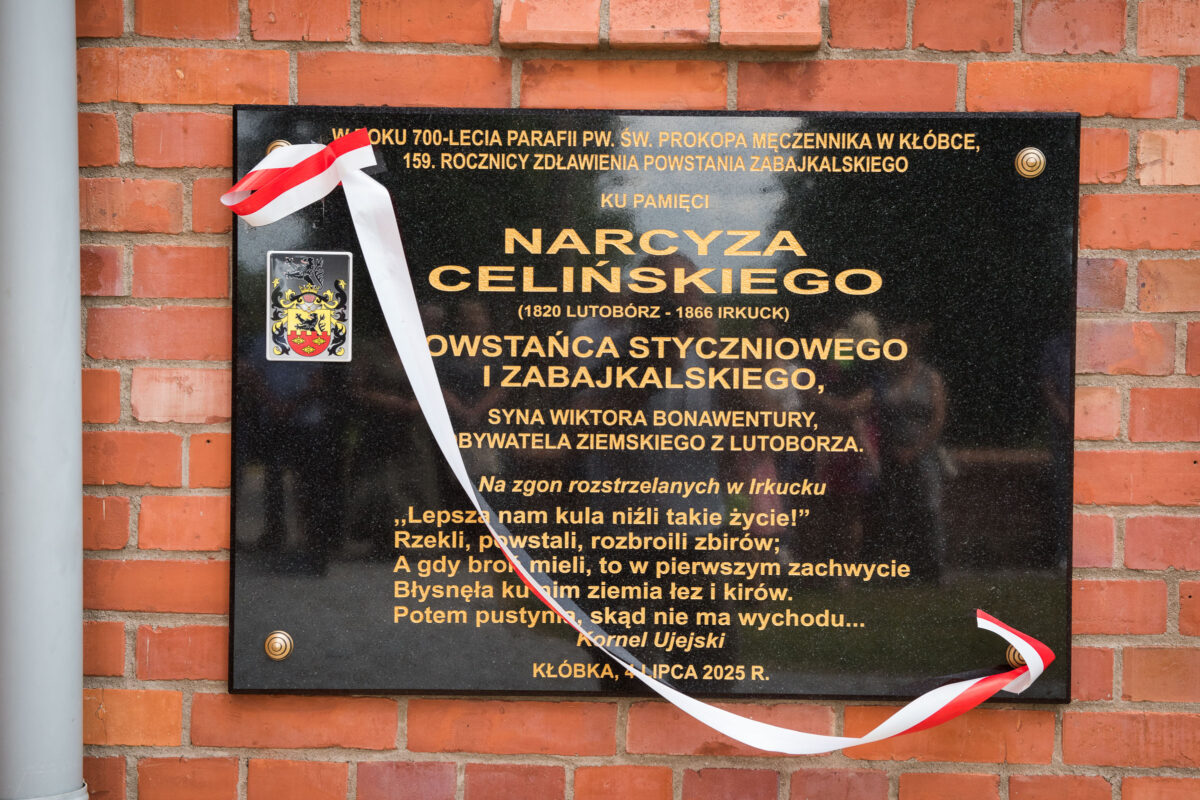 W ROKU 700-LECIA PARAFII PW. ŚW. PROKOPA MĘCZENNIKA W KŁÓBCE,
159. ROCZNICY ZDŁAWIENIA POWSTANIA ZABAJKALSKIEGO
KU PAMIĘCI
NARCYZA
CELIŃSKIEGO
(1820 LUTOBÓRZ - 1866 IRKUCK)
POWSTAŃCA STYCZNIOWEGO
I ZABAJKALSKIEGO,
SYNA WIKTORA BONAWENTURY,
OBYWATELA ZIEMSKIEGO Z LUTOBORZA.
Na zgon rozstrzelanych w Irkucku
,,Lepsza nam kula niźli takie życie!”
Rzekli, powstali, rozbroili zbirów;
A gdy broń mieli, to w pierwszym zachwycie
Błysnęła ku nim ziemia łez i kirów.
Potem pustynia, skąd nie ma wychodu...
Kornel Ujejski
KŁÓBKA, 4 LIPCA 2025 R.